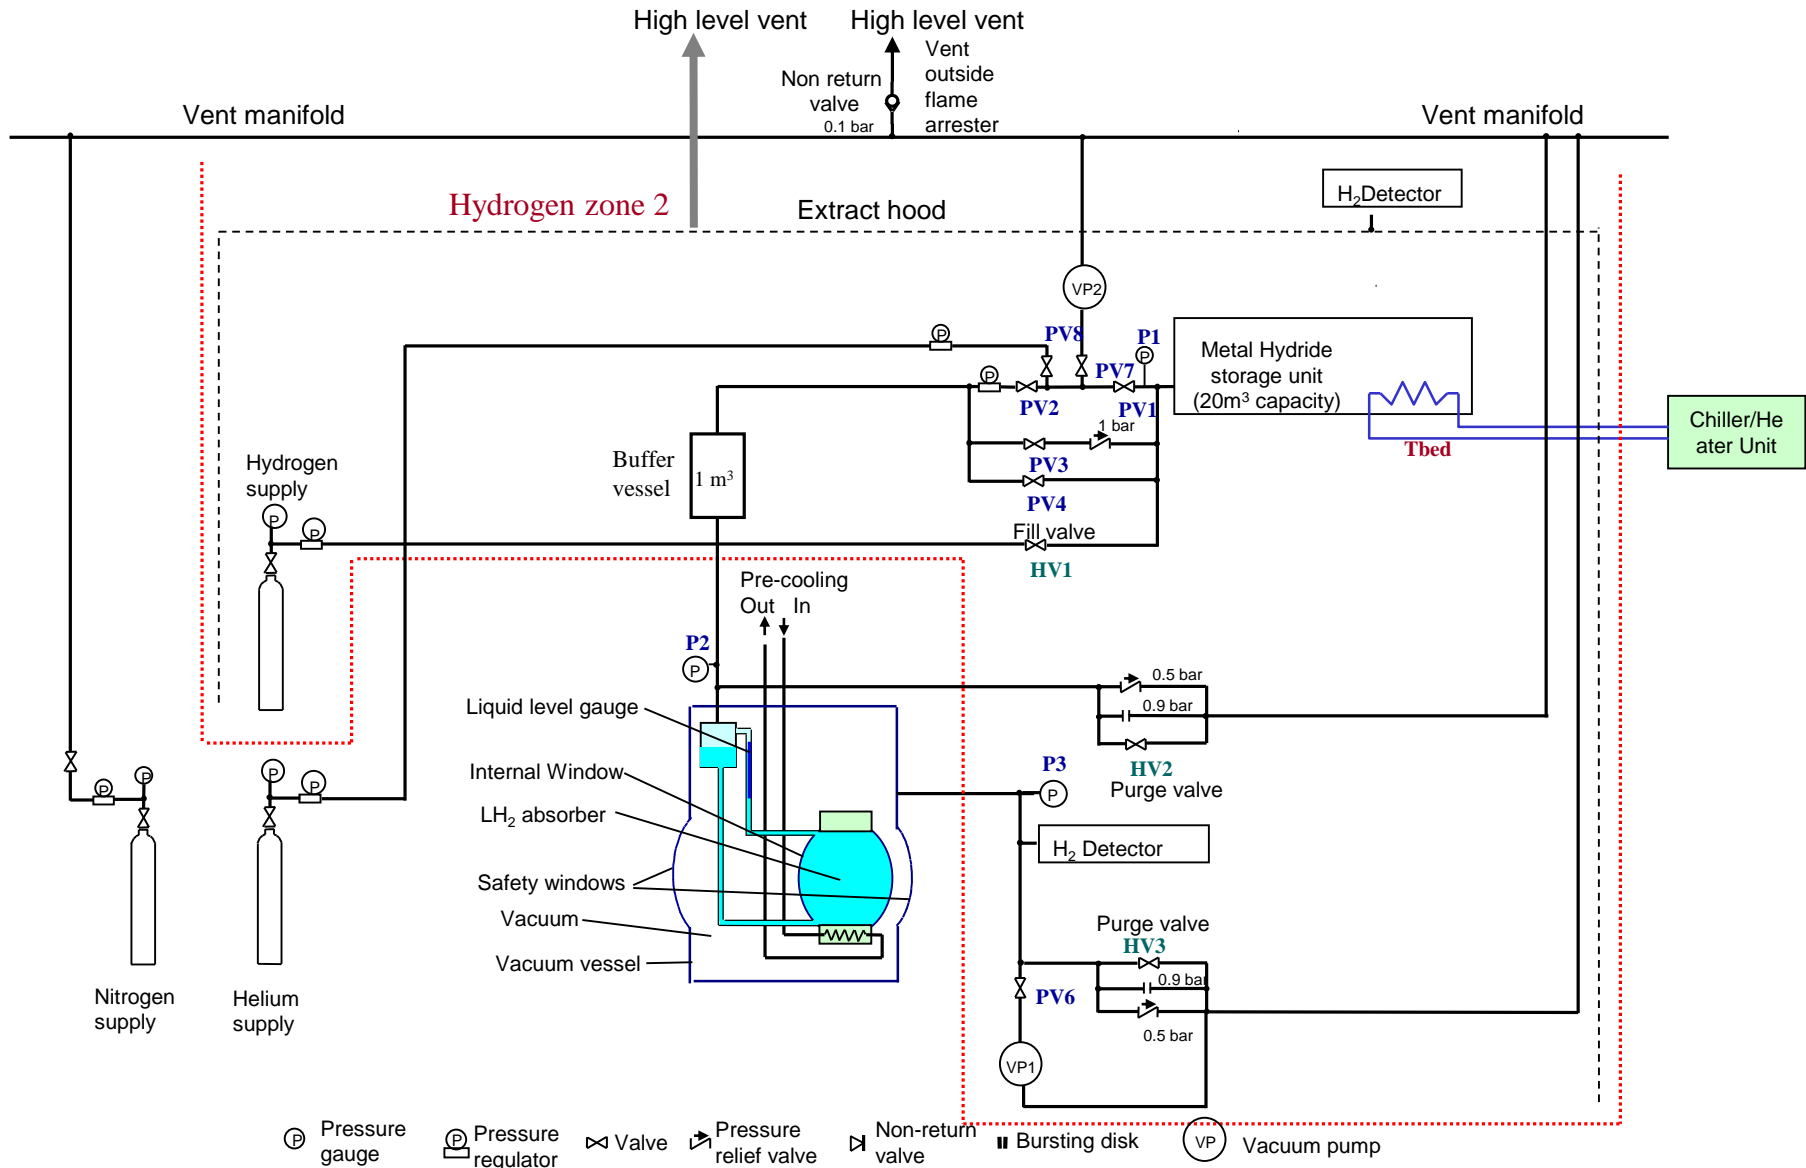 High level vent
High level vent
Vent
outside
flame
arrester
Non return
valve
0.1 bar
Vent manifold
Vent manifold
Hydrogen zone 2
Extract hood
H2Detector
VP2
P
PV8
P1
P
P
PV7
PV2
PV1
1 bar
Metal Hydride
storage unit
(20m³ capacity)
Chiller/He
ater Unit
Tbed
PV3
PV4
Buffer
vessel
1 m³
Hydrogen
supply
P
P
Fill valve
HV1
Pre-cooling
Out In
P2
P
0.5 bar
0.9 bar
HV2
Purge valve
Liquid level gauge
Internal Window
LH2 absorber
Safety windows
Vacuum
Vacuum vessel
P3
P
H2 Detector
P
P
P
P
Purge valve
HV3
0.9 bar
0.5 bar
PV6
VP1
Nitrogen
supply
Helium
supply
P
Pressure
gauge
P
Pressure
regulator
Valve
Pressure
relief valve
Non-return
valve
Bursting disk
VP
Vacuum pump